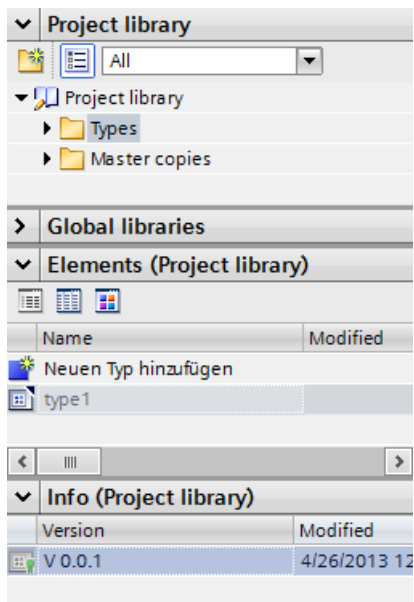 Project library
All
Project library
Types
Master copies
Global libraries
Elements (Project library)
Name Modified
Neuen Typ hinzufügen
type1
Info (Project library)
Version Modified
V 0.0.1 4/26/2013 12